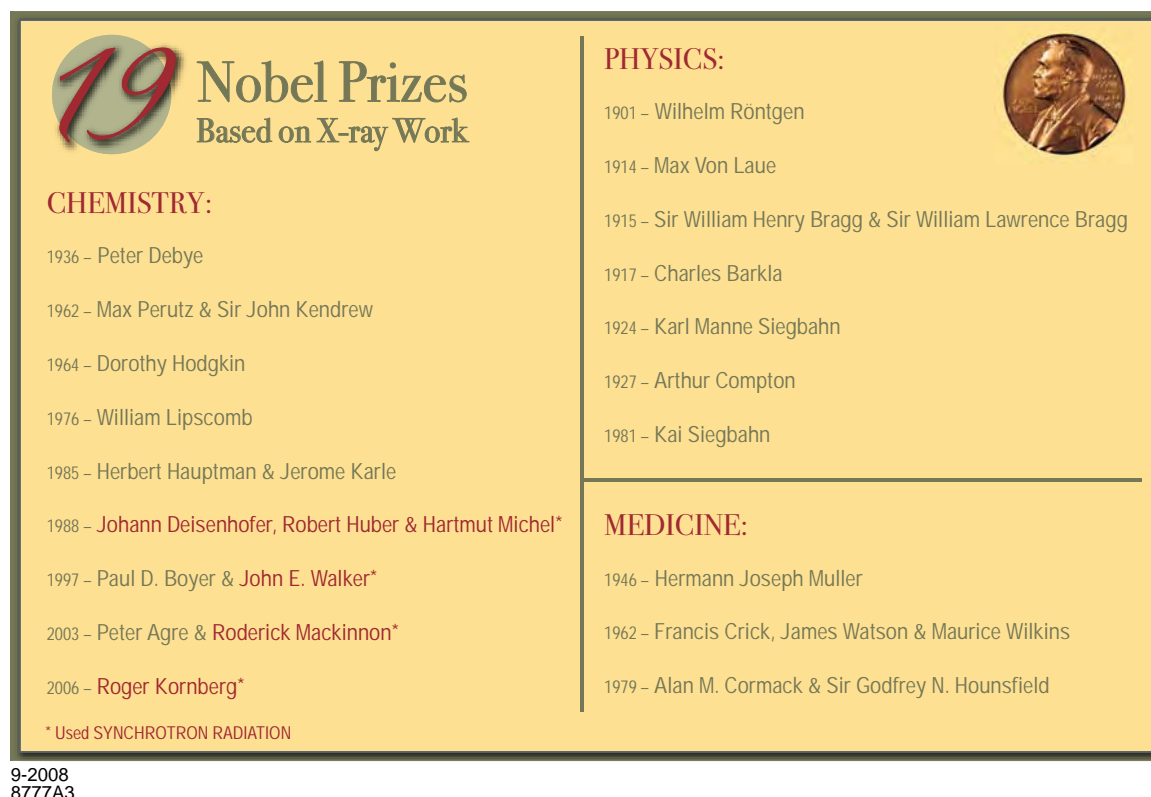 19 Nobel Prizes
Based on X-ray Work
CHEMISTRY:
1936 – Peter Debye
1962 – Max Perutz & Sir John Kendrew
1964 – Dorothy Hodgkin
1976 – William Lipscomb
1985 – Herbert Hauptman & Jerome Karle
1988 – Johann Deisenhofer, Robert Huber & Hartmut Michel*
1997 – Paul D. Boyer & John E. Walker*
2003 – Peter Agre & Roderick Mackinnon*
2006 – Roger Kornberg*
* Used SYNCHROTRON RADIATION
PHYSICS:
1901 – Wilhelm Röntgen
1914 – Max Von Laue
1915 – Sir William Henry Bragg & Sir William Lawrence Bragg
1917 – Charles Barkla
1924 – Karl Manne Siegbahn
1927 – Arthur Compton
1981 – Kai Siegbahn
MEDICINE:
1946 – Hermann Joseph Muller
1962 – Francis Crick, James Watson & Maurice Wilkins
1979 – Alan M. Cormack & Sir Godfrey N. Hounsfield
9-2008
8777A3